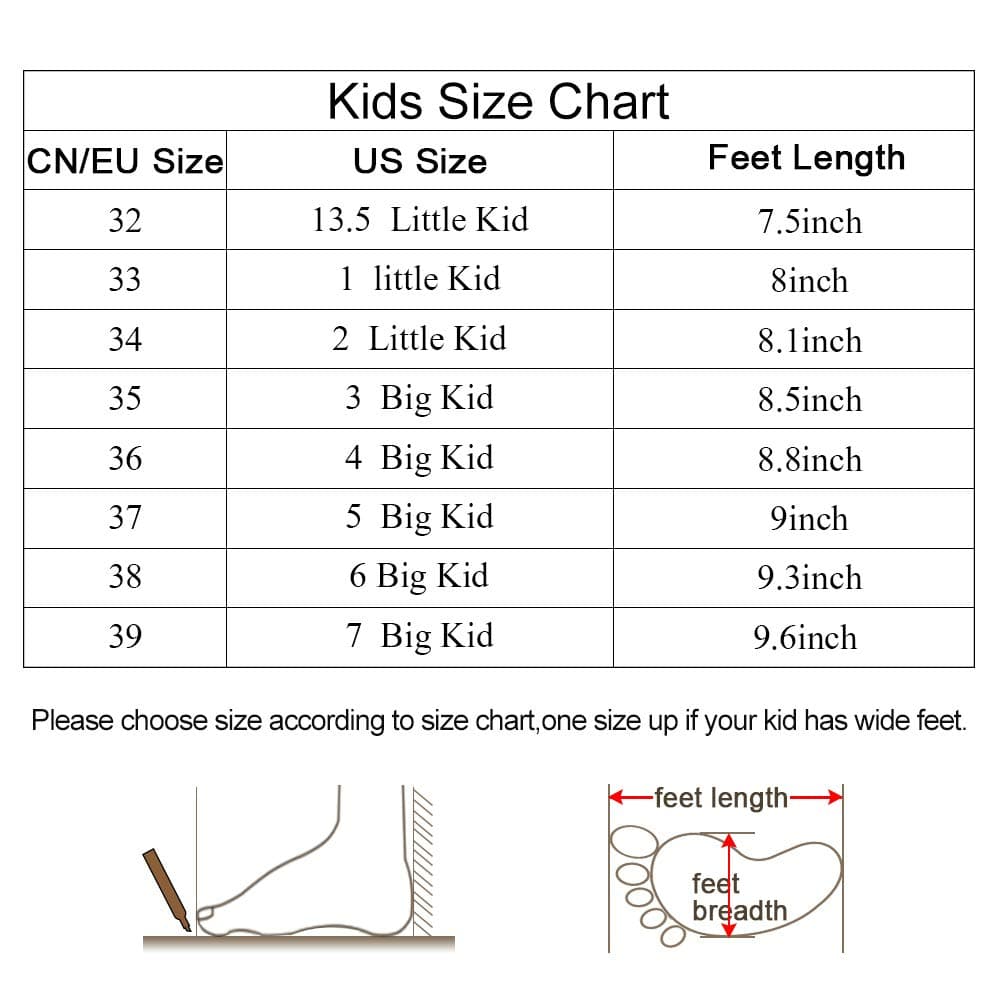 Kids Size Chart
CN/EU Size US Size Feet Length
32 13.5 Little Kid 7.5inch
33 1 little Kid 8inch
34 2 Little Kid 8.1inch
35 3 Big Kid 8.5inch
36 4 Big Kid 8.8inch
37 5 Big Kid 9inch
38 6 Big Kid 9.3inch
39 7 Big Kid 9.6inch
Please choose size according to size chart,one size up if your kid has wide feet.
feet length
feet
breadth